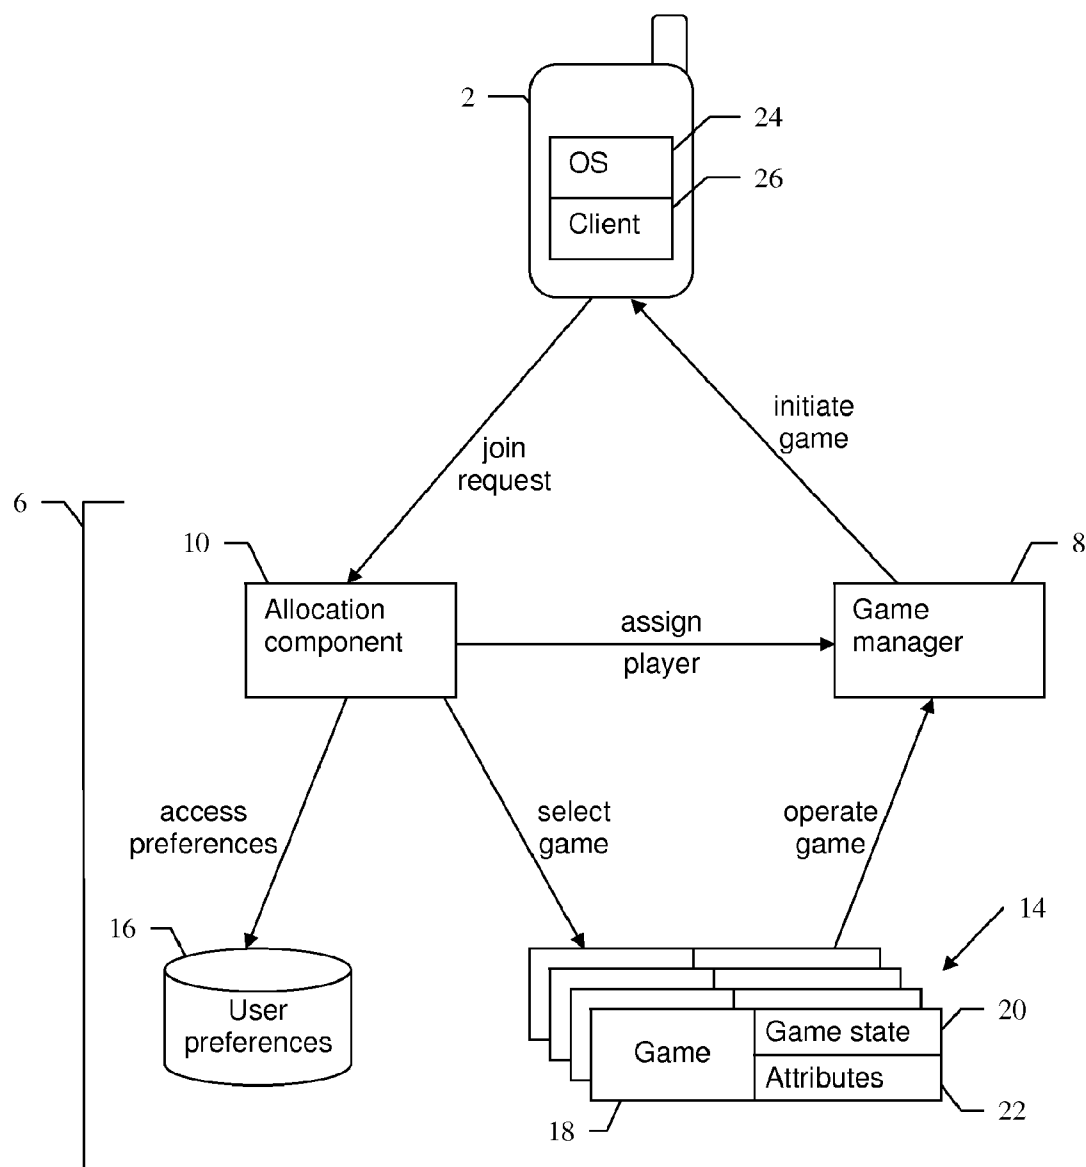 2
24
OS
26
Client
initiate
game
join
request
6
10
8
Allocation
component
assign
player
Game
manager
access
preferences
select
game
operate
game
16
14
User
preferences
Game
Game state
20
Attributes
22
18